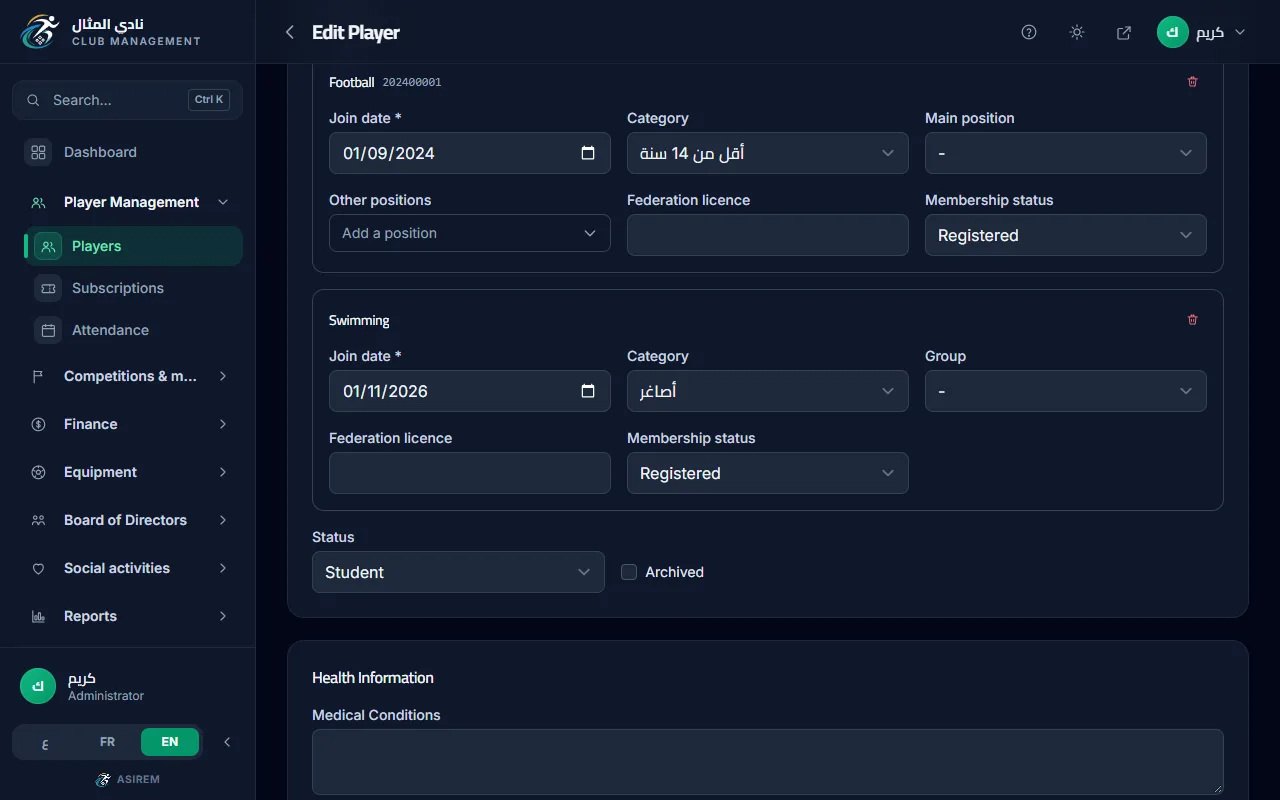 نادي المثال
CLUB MANAGEMENT
Search...
Ctrl K
Dashboard
Player Management
Players
Subscriptions
Attendance
Competitions & m...
Finance
Equipment
Board of Directors
Social activities
Reports
ك
كريم
Administrator
ع
FR
EN
ASIREM
Edit Player
ك
كريم
Football 202400001
Join date *
Category
Main position
01/09/2024
أقل من 14 سنة
-
Other positions
Federation licence
Membership status
Add a position
Registered
Swimming
Join date *
Category
Group
01/11/2026
أصاغر
-
Federation licence
Membership status
Registered
Status
Student
Archived
Health Information
Medical Conditions